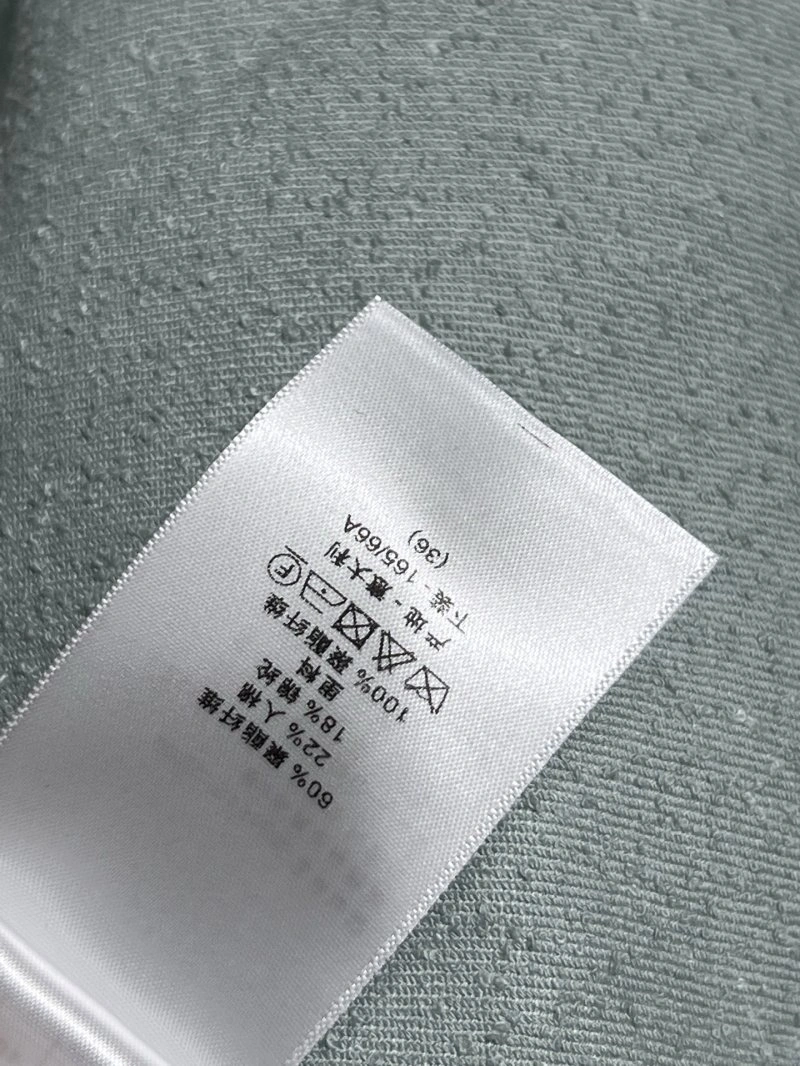 60% 聚酯纤维
22% 人棉
18% 锦纶
里料
100% 聚酯纤维
F
产地 - 意大利
下装 - 165/66A
(36)